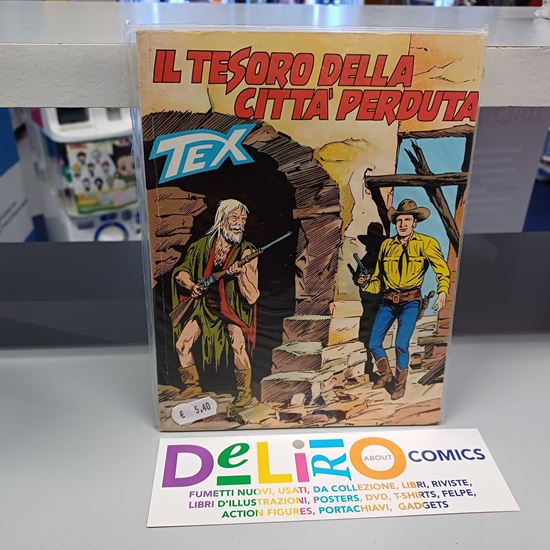 IL TESORO DELLA
CITTA' PERDUTA
TEX
€ 5,40
DeLiRiO ABOUT COMICS
FUMETTI NUOVI, USATI, DA COLLEZIONE, LIBRI, RIVISTE,
LIBRI D'ILLUSTRAZIONI, POSTERS, DVD, T-SHIRTS, FELPE,
ACTION FIGURES, PORTACHIAVI, GADGETS